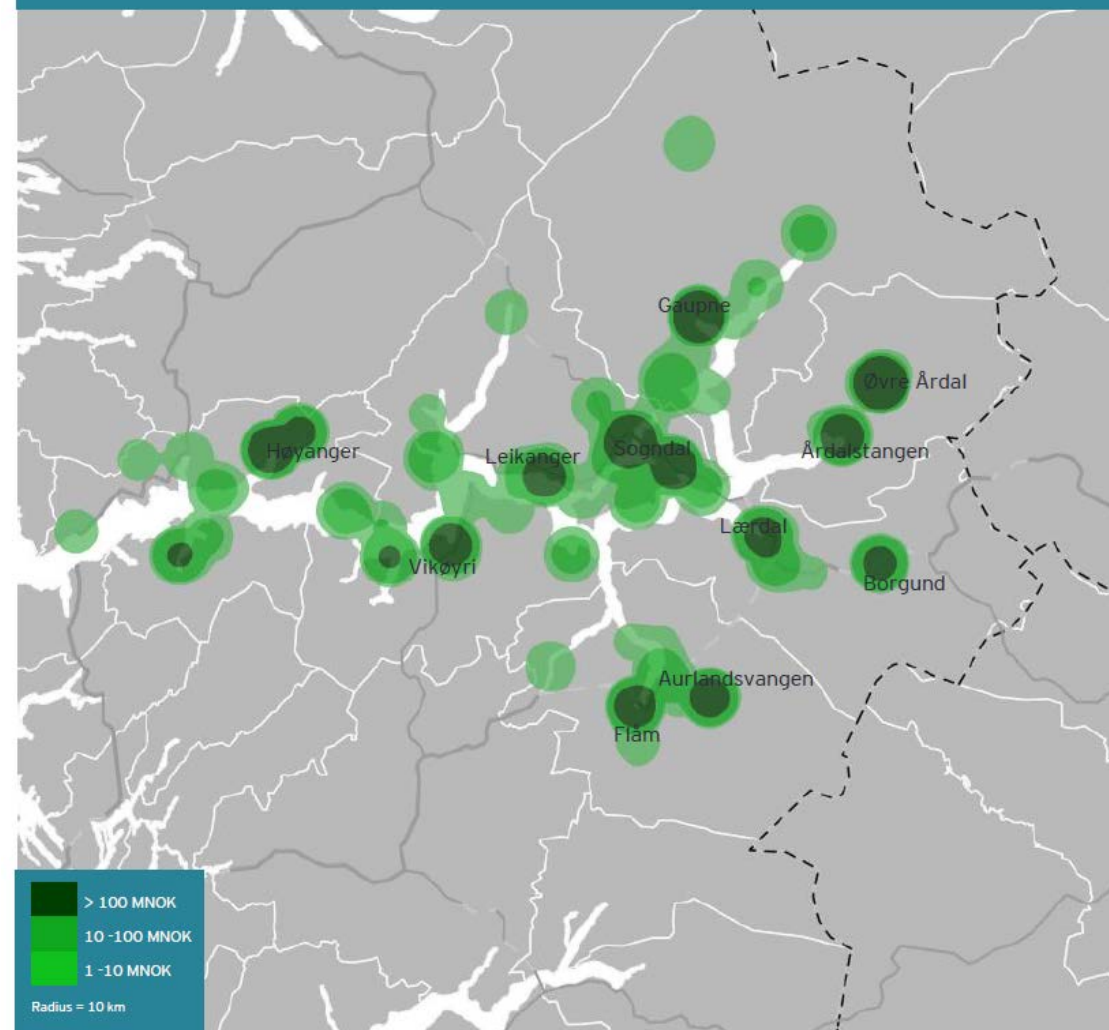 Gaupne
Øvre Årdal
Høyanger
Leikanger
Sogndal
Årdalstangen
Lærdal
Vikøyri
Borgund
Aurlandsvangen
Flåm
> 100 MNOK
10 -100 MNOK
1 -10 MNOK
Radius = 10 km